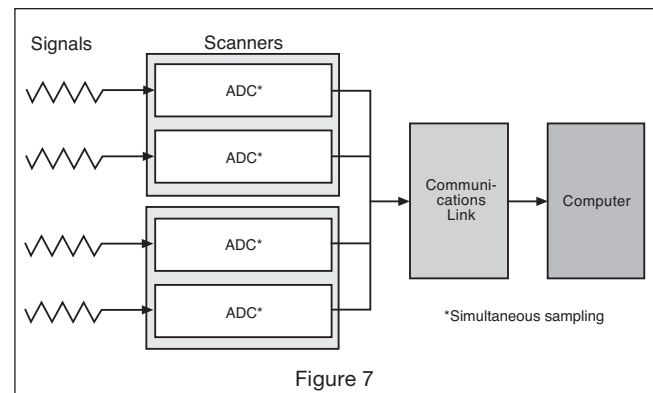 Signals
Scanners
ADC*
ADC*
ADC*
ADC*
Communi-
cations
Link
Computer
*Simultaneous sampling
Figure 7